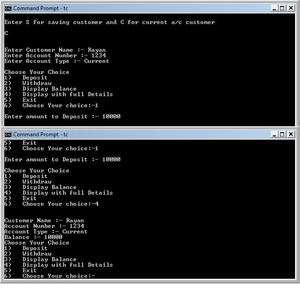 Command Prompt - tc
Enter S for saving customer and C for current a/c customer
C
Enter Customer Name :- Rayan
Enter Account Number :- 1234
Enter Account Type :- Current
Choose Your Choice
1) Deposit
2) Withdraw
3) Display Balance
4) Display with full Details
5) Exit
6) Choose Your choice:-1
Enter amount to Deposit :- 10000
Command Prompt - tc
5) Exit
6) Choose Your choice:-1
Enter amount to Deposit :- 10000
Choose Your Choice
1) Deposit
2) Withdraw
3) Display Balance
4) Display with full Details
5) Exit
6) Choose Your choice:-4
Customer Name :- Rayan
Account Number :- 1234
Account Type :- Current
Balance :- 10000
Choose Your Choice
1) Deposit
2) Withdraw
3) Display Balance
4) Display with full Details
5) Exit
6) Choose Your choice:-